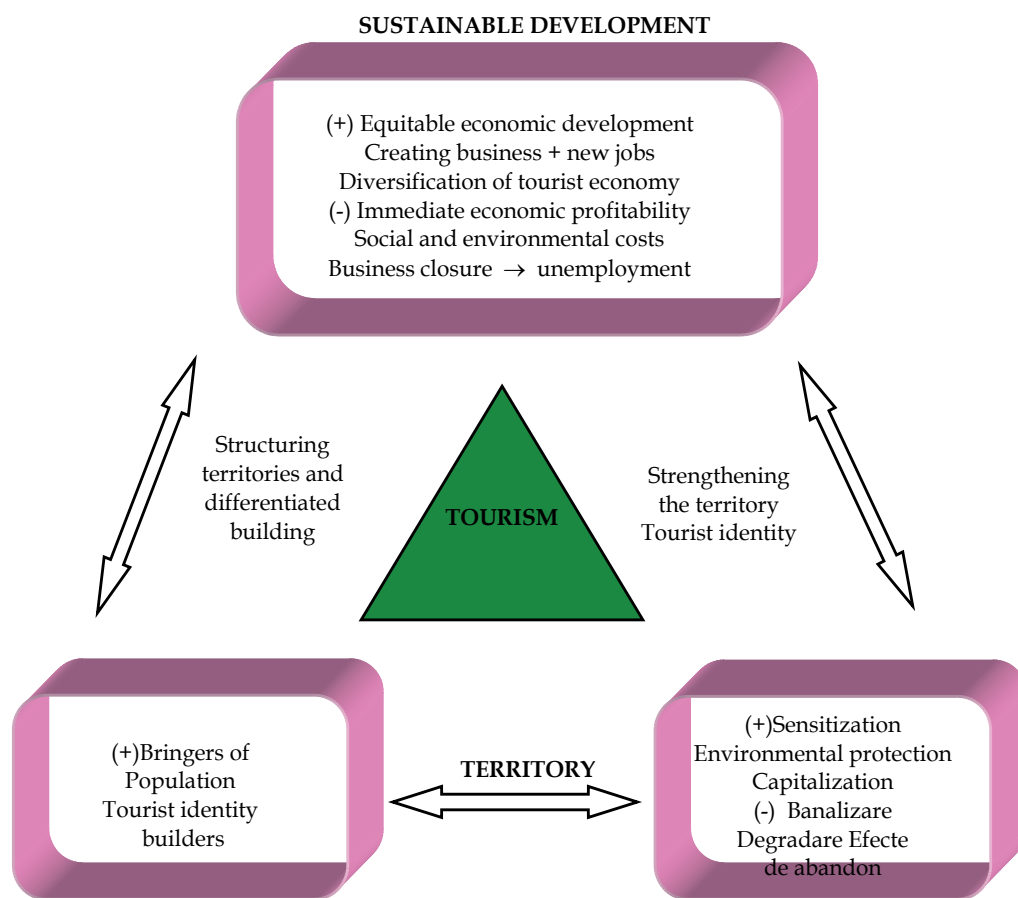 SUSTAINABLE DEVELOPMENT
(+) Equitable economic development
Creating business + new jobs
Diversification of tourist economy
(-) Immediate economic profitability
Social and environmental costs
Business closure → unemployment
Structuring
territories and
differentiated
building
TOURISM
Strengthening
the territory
Tourist identity
(+)Bringers of
Population
Tourist identity
builders
TERRITORY
(+)Sensitization
Environmental protection
Capitalization
(-) Banalizare
Degradare Efecte
de abandon